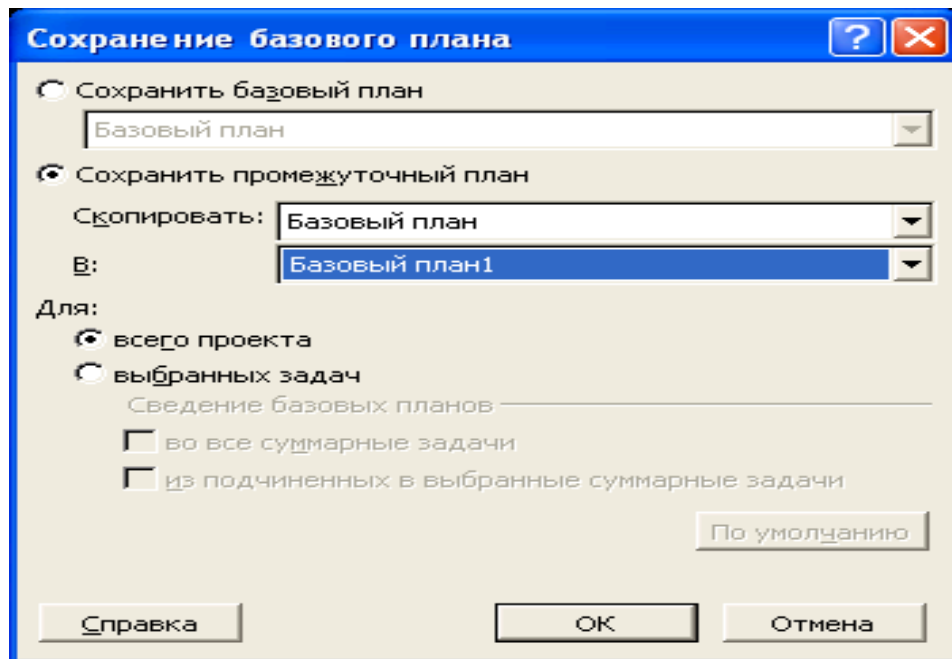 Сохранение базового плана
Сохранить базовый план
Базовый план
Сохранить промежуточный план
Скопировать: Базовый план
В: Базовый план1
Для:
всего проекта
выбранных задач
Сведение базовых планов
во все суммарные задачи
из подчиненных в выбранные суммарные задачи
По умолчанию
Справка ОК Отмена